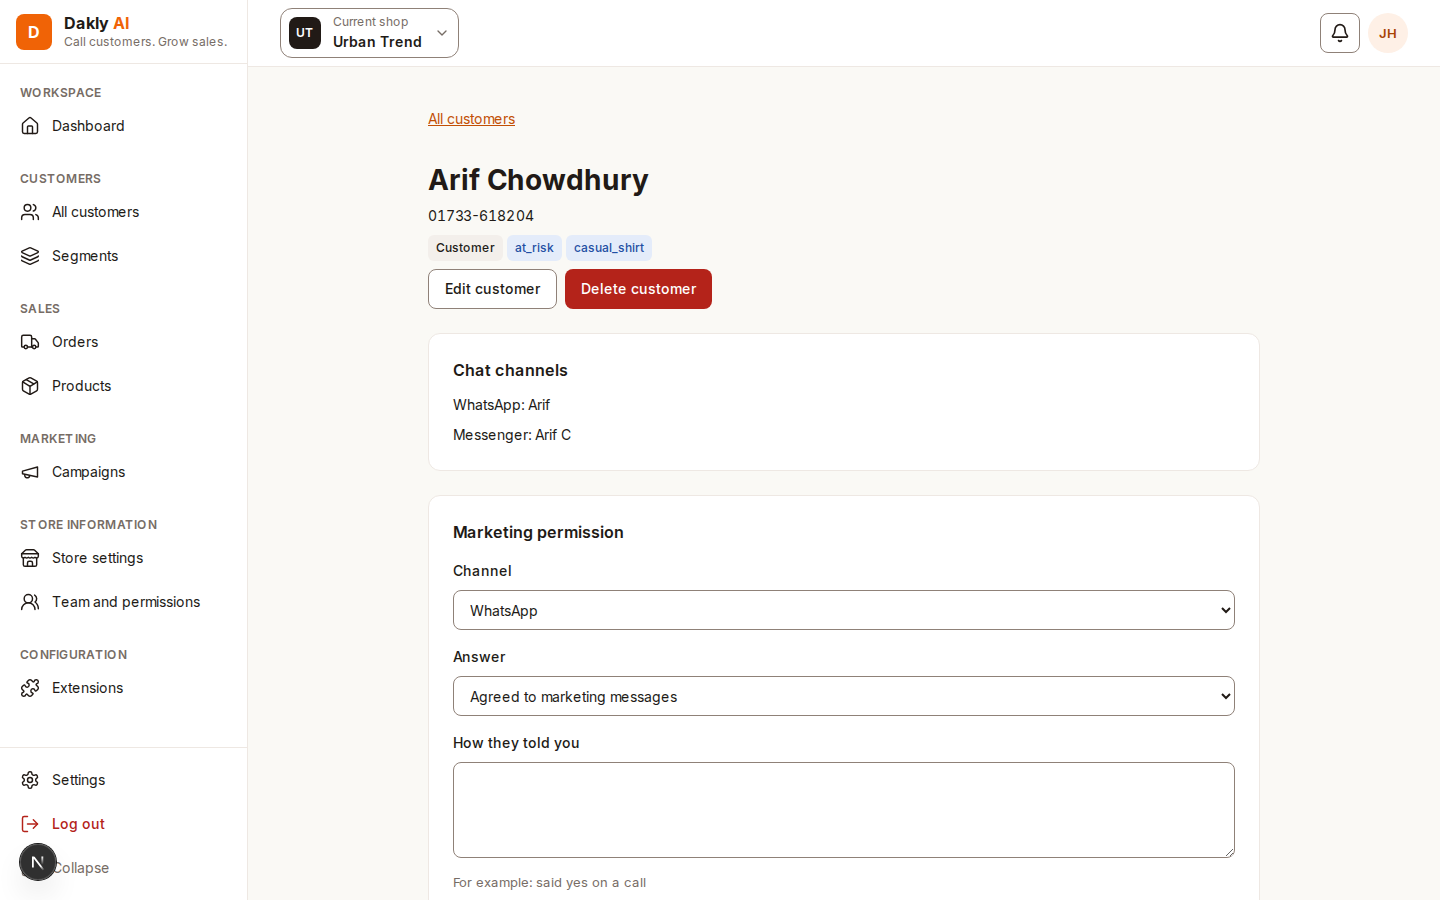 D
Dakly AI
Call customers. Grow sales.
UT
Current shop
Urban Trend
JH
WORKSPACE
Dashboard
CUSTOMERS
All customers
Segments
SALES
Orders
Products
MARKETING
Campaigns
STORE INFORMATION
Store settings
Team and permissions
CONFIGURATION
Extensions
Settings
Log out
N
Collapse
All customers
Arif Chowdhury
01733-618204
Customer at_risk casual_shirt
Edit customer Delete customer
Chat channels
WhatsApp: Arif
Messenger: Arif C
Marketing permission
Channel
WhatsApp
Answer
Agreed to marketing messages
How they told you
For example: said yes on a call